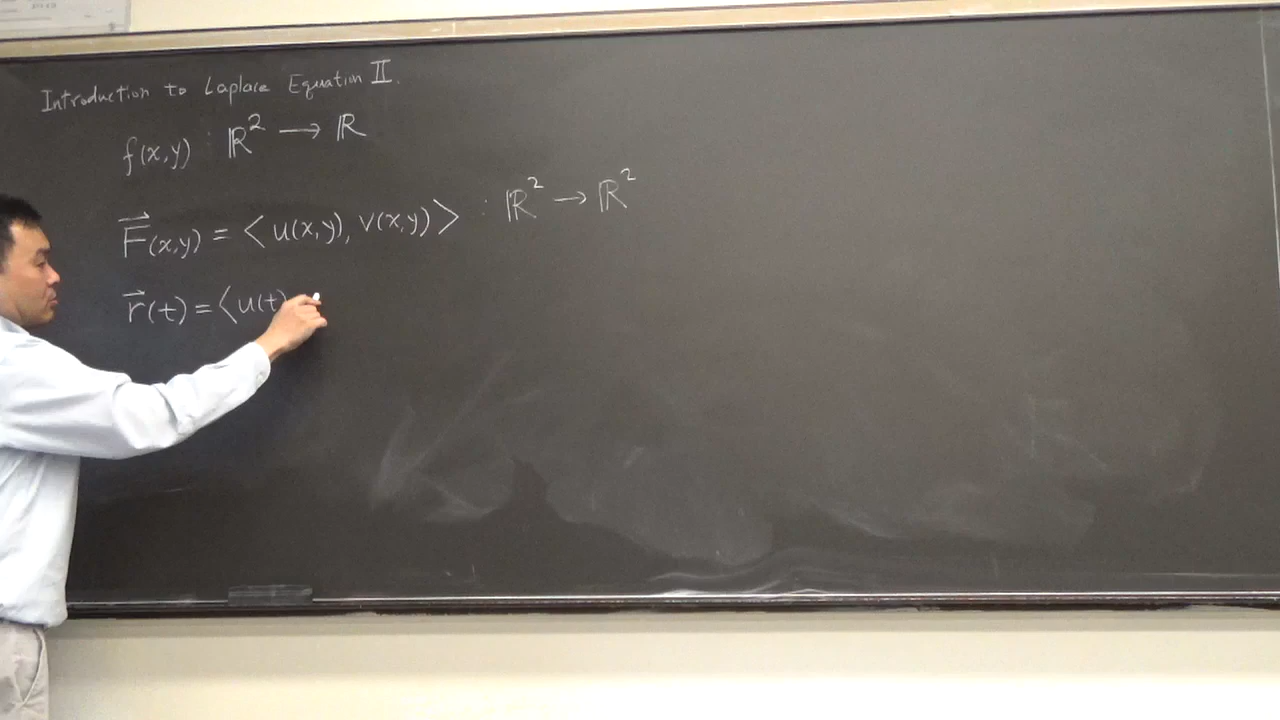 Introduction to Laplace Equation II.
f(x,y) : ℝ² → ℝ
F⃗(x,y) = <u(x,y), v(x,y)> : ℝ² → ℝ²
r⃗(t) = <u(t)